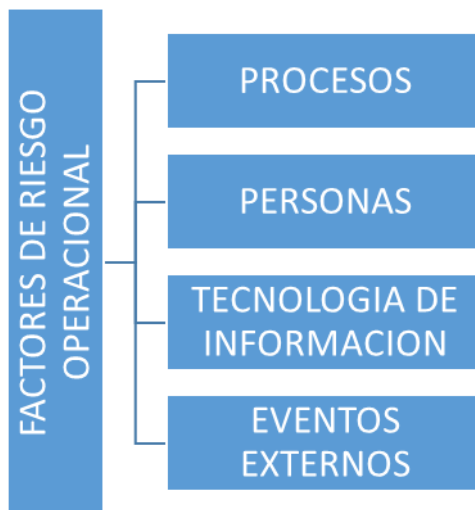 FACTORES DE RIESGO
OPERACIONAL
PROCESOS
PERSONAS
TECNOLOGIA DE
INFORMACION
EVENTOS
EXTERNOS